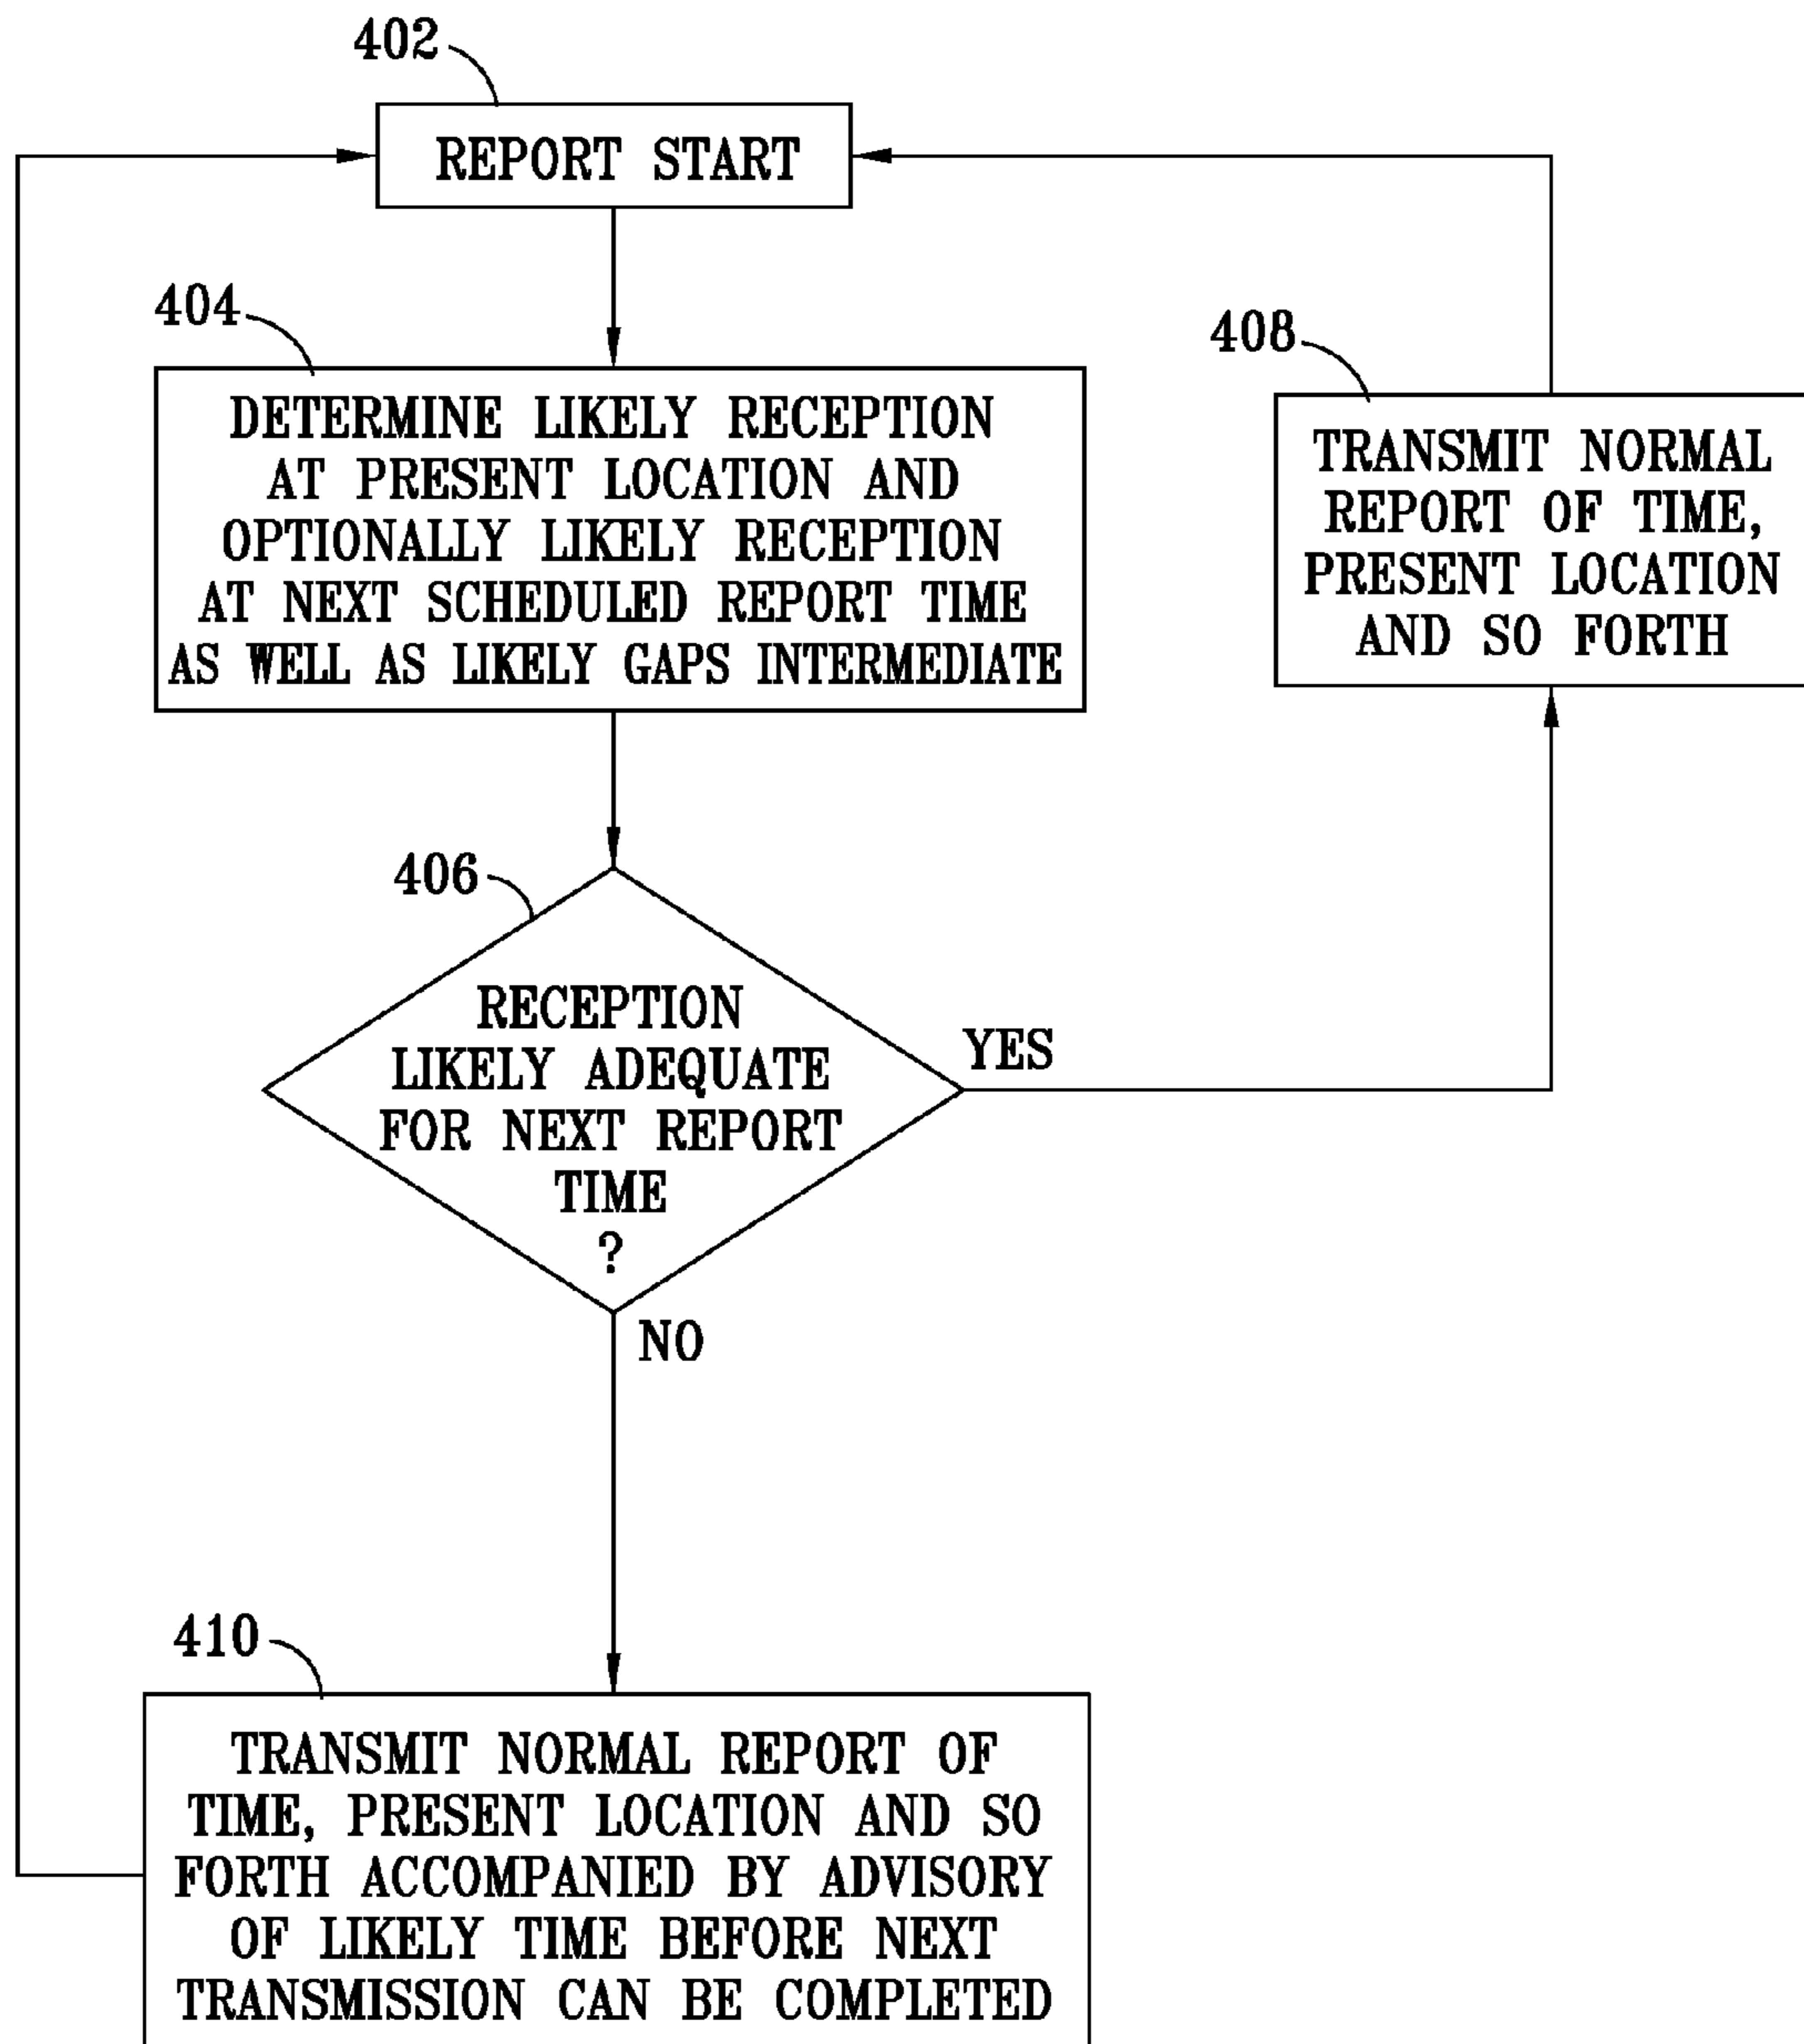 402
REPORT START
404
DETERMINE LIKELY RECEPTION
AT PRESENT LOCATION AND
OPTIONALLY LIKELY RECEPTION
AT NEXT SCHEDULED REPORT TIME
AS WELL AS LIKELY GAPS INTERMEDIATE
408
TRANSMIT NORMAL
REPORT OF TIME,
PRESENT LOCATION
AND SO FORTH
406
RECEPTION
LIKELY ADEQUATE
FOR NEXT REPORT
TIME
?
YES
NO
410
TRANSMIT NORMAL REPORT OF
TIME, PRESENT LOCATION AND SO
FORTH ACCOMPANIED BY ADVISORY
OF LIKELY TIME BEFORE NEXT
TRANSMISSION CAN BE COMPLETED